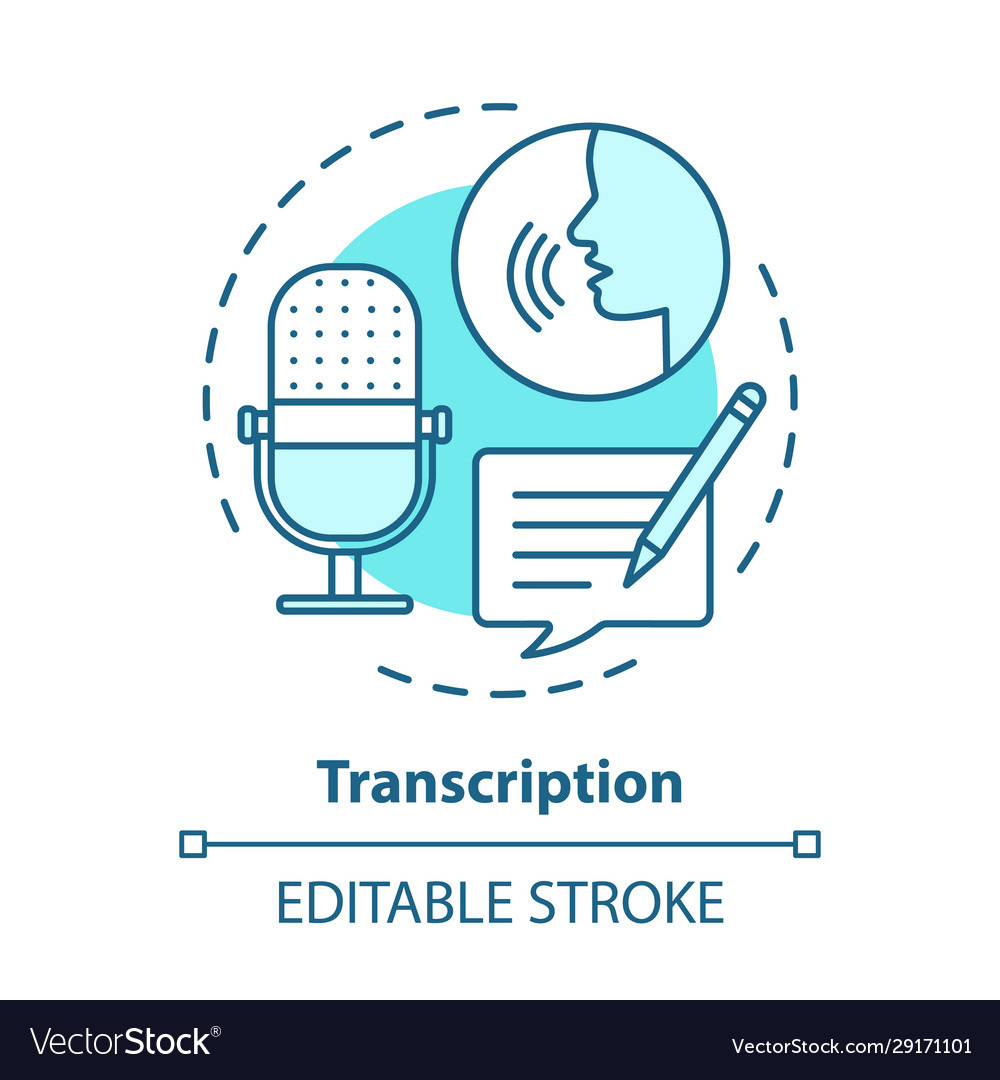 Transcription
EDITABLE STROKE
VectorStock®
VectorStock.com/29171101